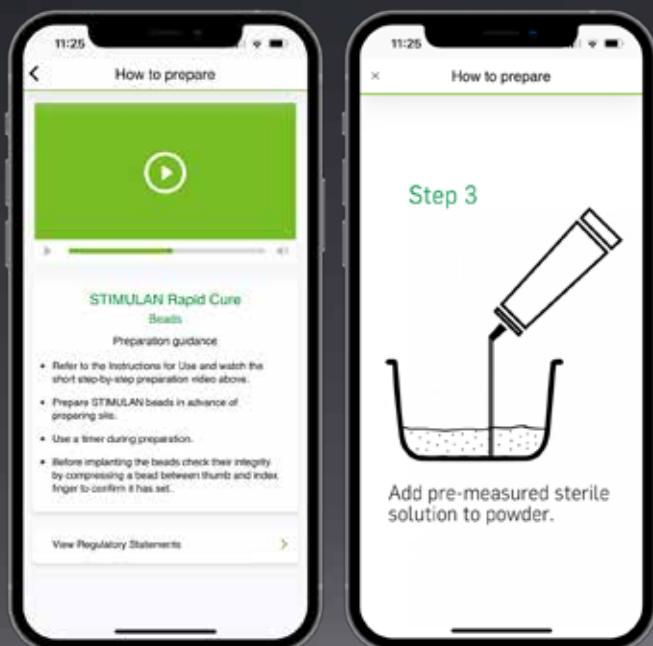 11:25
How to prepare
STIMULAN Rapid Cure
Beads
Preparation guidance
• Refer to the Instructions for Use and watch the
short step-by-step preparation video above.
• Prepare STIMULAN beads in advance of
preparing site.
• Use a timer during preparation.
• Before implanting the beads check their integrity
by compressing a bead between thumb and index
finger to confirm it has set.
View Regulatory Statements
11:25
How to prepare
Step 3
Add pre-measured sterile
solution to powder.